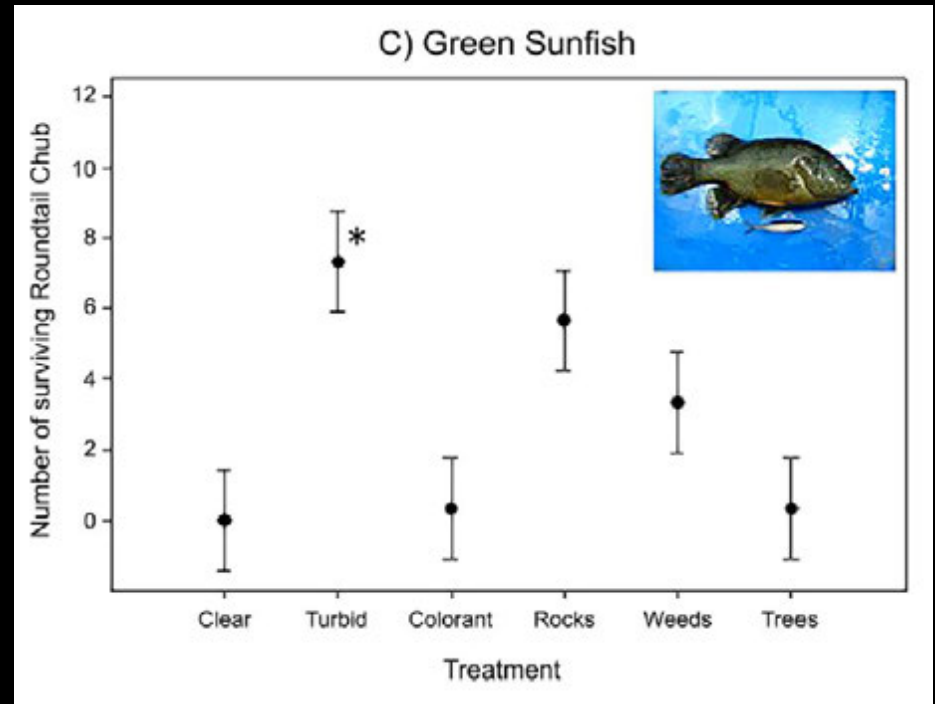 C) Green Sunfish
Number of surviving Roundtail Chub
12
10
8
*
6
4
2
0
Clear Turbid Colorant Rocks Weeds Trees
Treatment